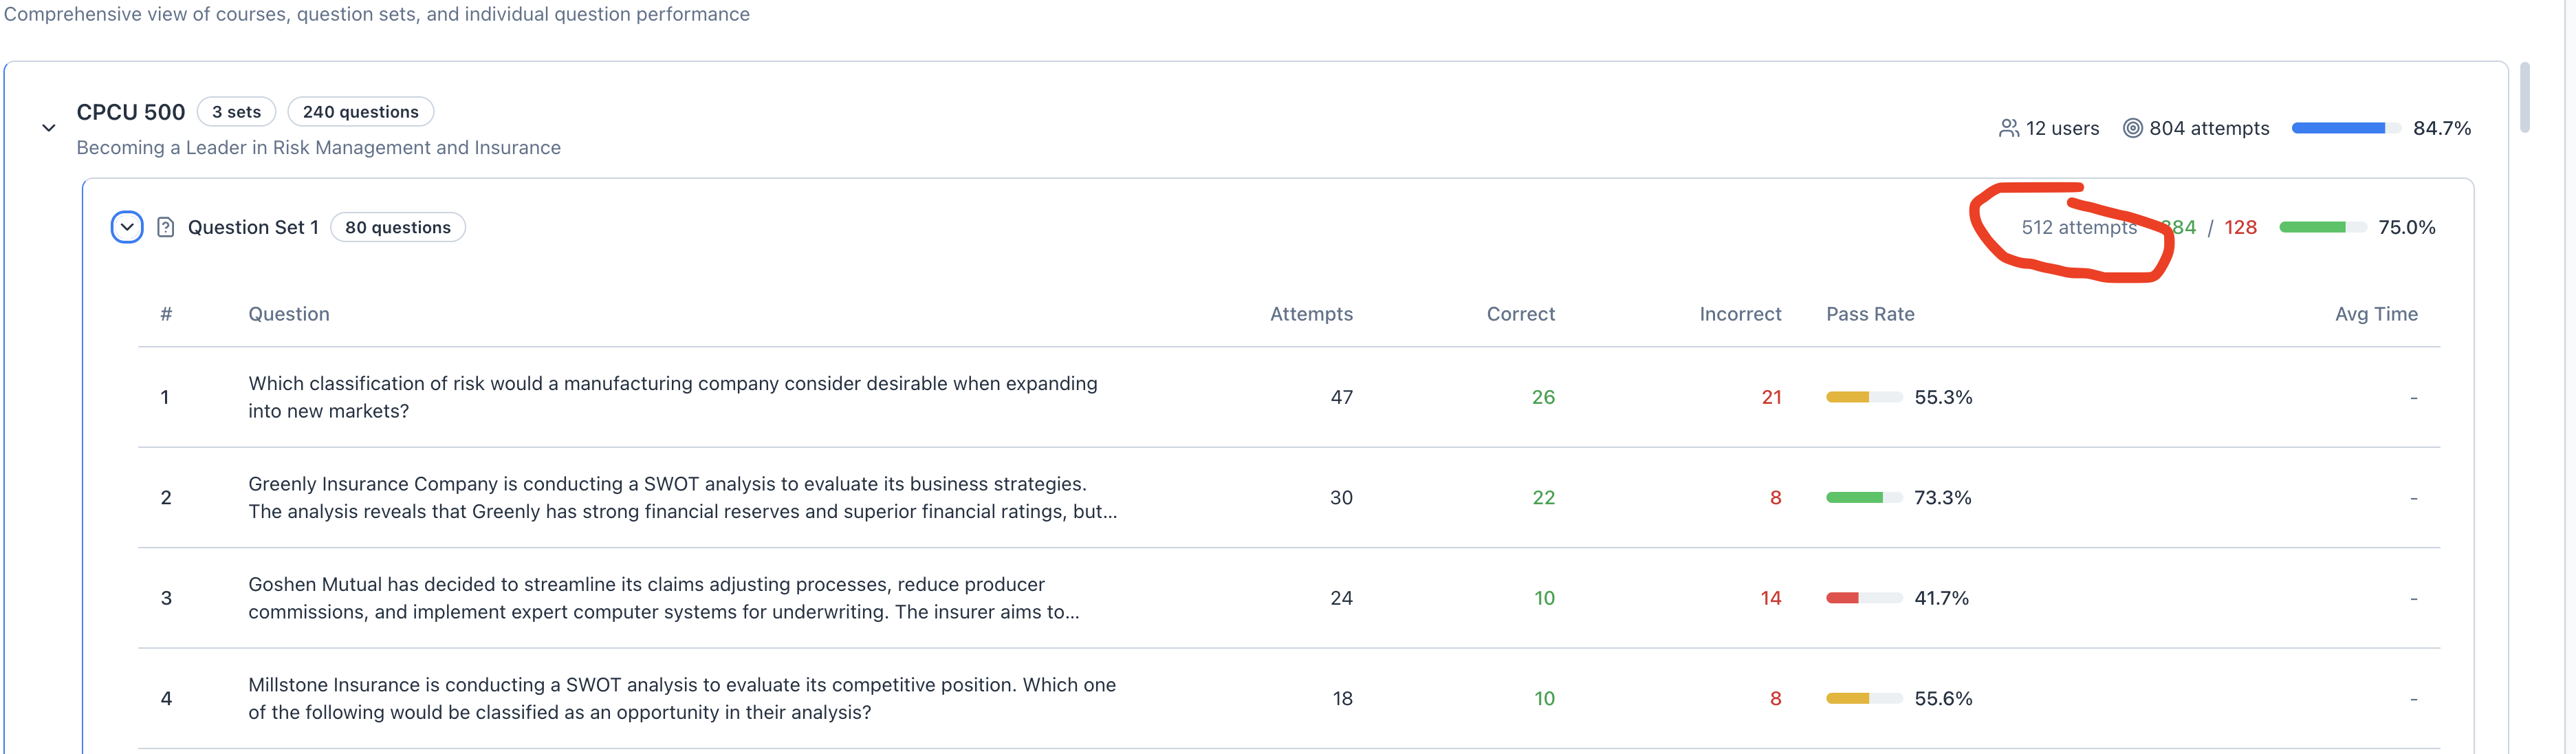 Comprehensive view of courses, question sets, and individual question performance
CPCU 500 3 sets 240 questions
Becoming a Leader in Risk Management and Insurance
12 users 804 attempts 84.7%
Question Set 1 80 questions
512 attempts 384 / 128 75.0%
# Question Attempts Correct Incorrect Pass Rate Avg Time
1 Which classification of risk would a manufacturing company consider desirable when expanding
into new markets?
47 26 21 55.3% -
2 Greenly Insurance Company is conducting a SWOT analysis to evaluate its business strategies.
The analysis reveals that Greenly has strong financial reserves and superior financial ratings, but...
30 22 8 73.3% -
3 Goshen Mutual has decided to streamline its claims adjusting processes, reduce producer
commissions, and implement expert computer systems for underwriting. The insurer aims to...
24 10 14 41.7% -
4 Millstone Insurance is conducting a SWOT analysis to evaluate its competitive position. Which one
of the following would be classified as an opportunity in their analysis?
18 10 8 55.6% -